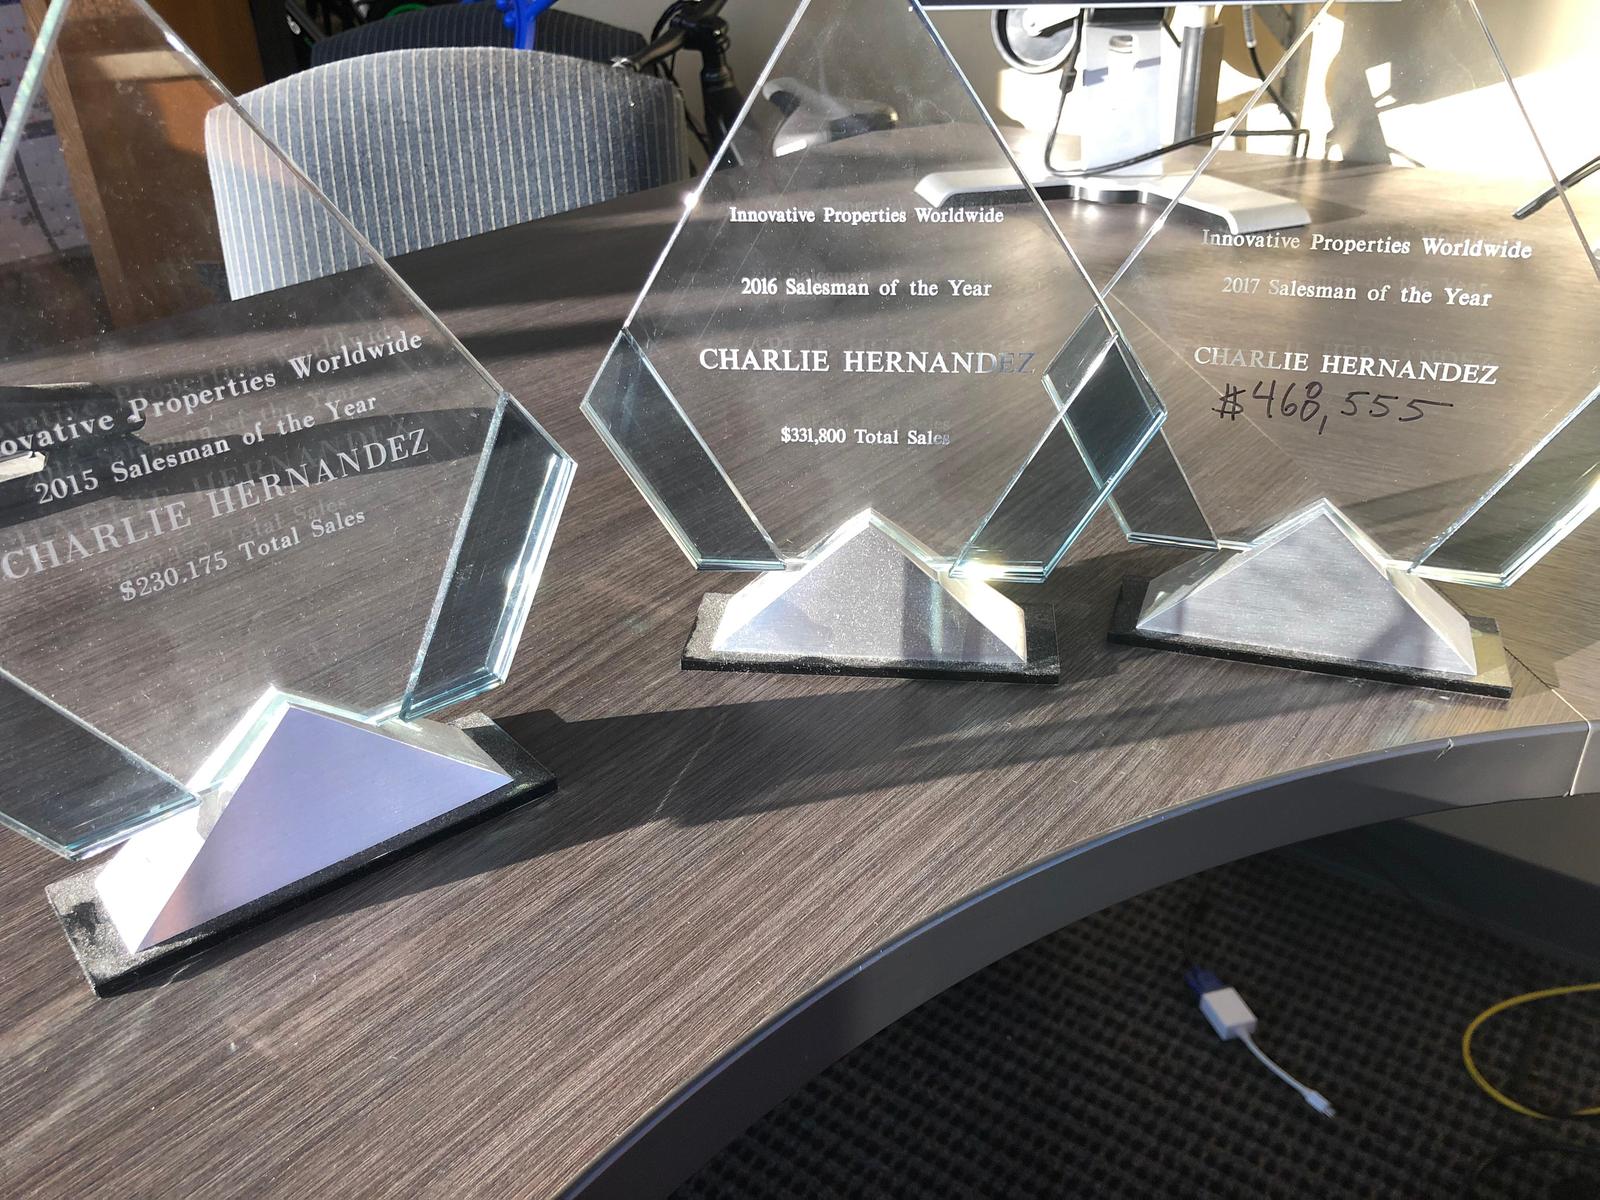 ovative Properties Worldwide
2015 Salesman of the Year
CHARLIE HERNANDEZ
$230,175 Total Sales
Innovative Properties Worldwide
2016 Salesman of the Year
CHARLIE HERNANDEZ
$331,800 Total Sales
Innovative Properties Worldwide
2017 Salesman of the Year
CHARLIE HERNANDEZ
$468,555